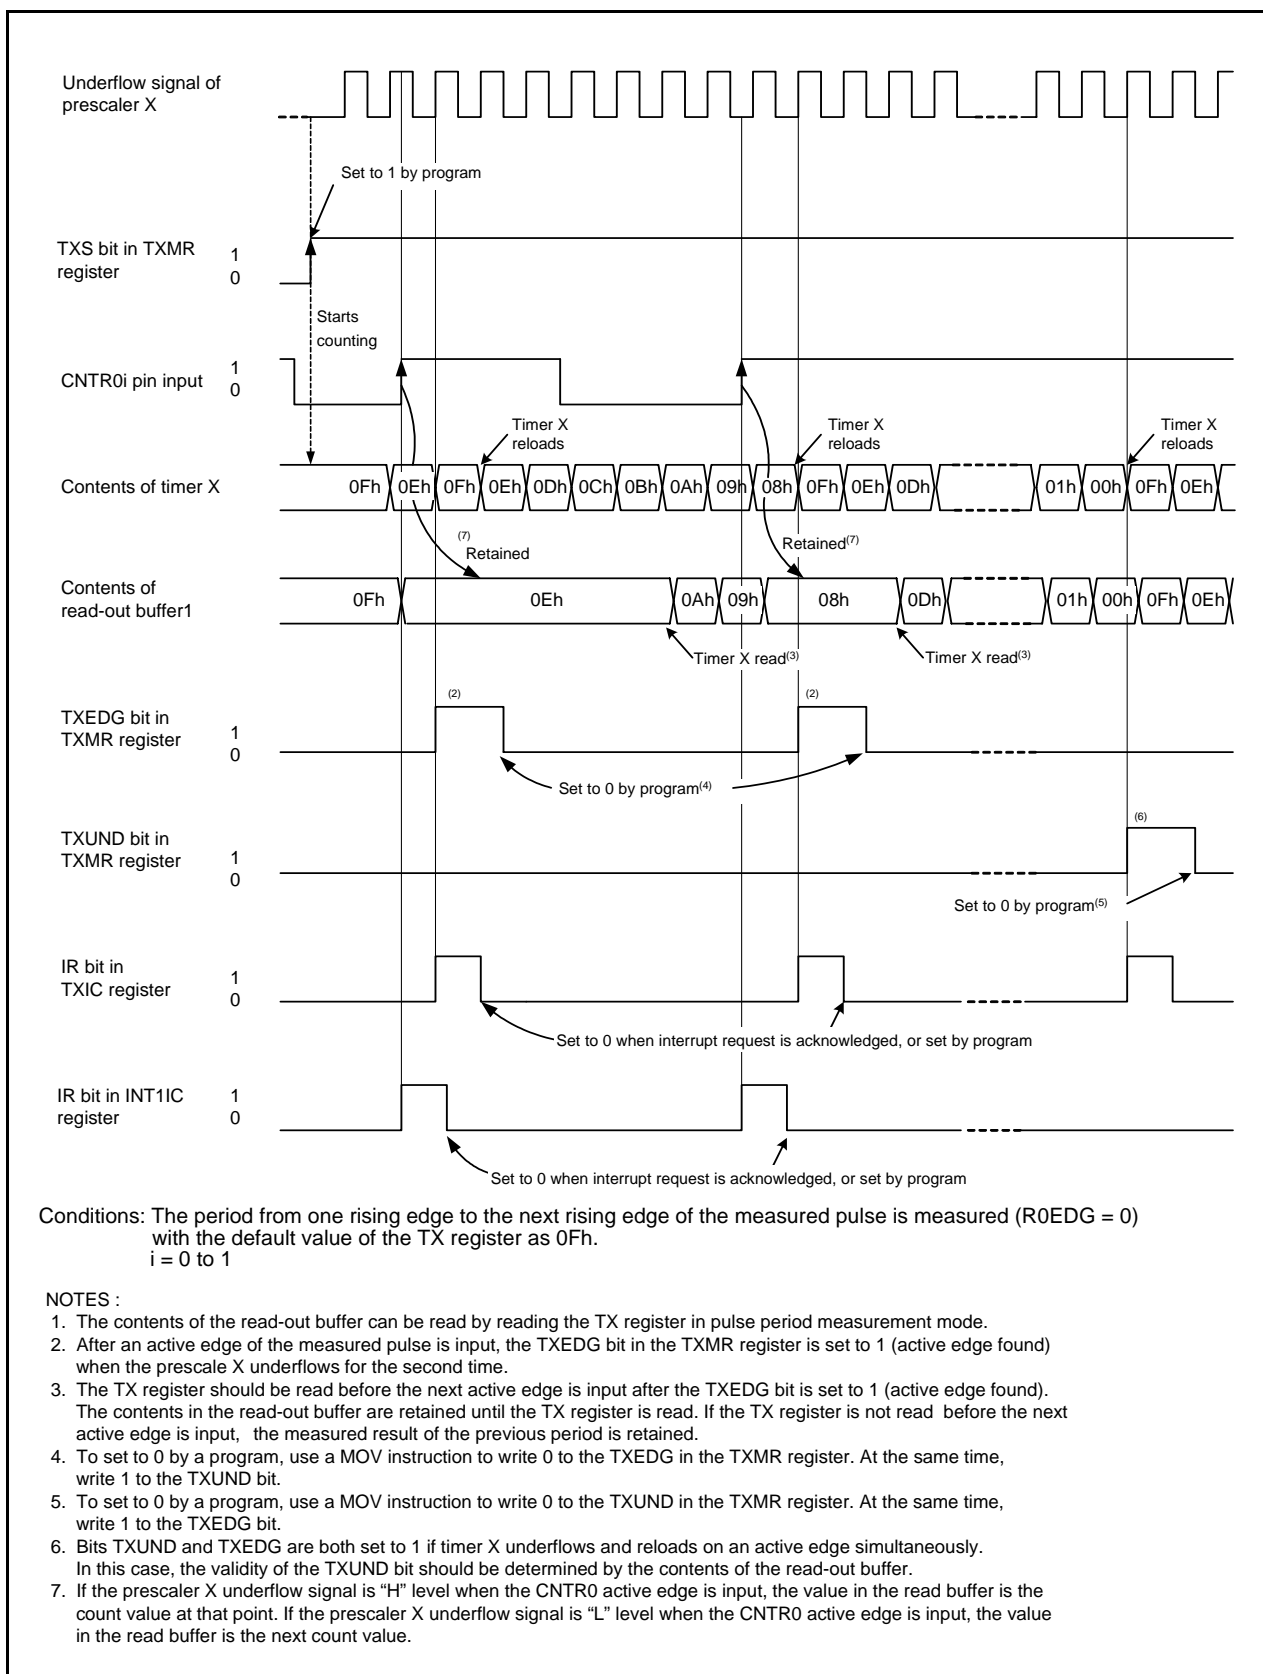 Underflow signal of
prescaler X
Set to 1 by program
TXS bit in TXMR
register
1
0
Starts
counting
CNTR0i pin input
1
0
Timer X
reloads
Timer X
reloads
Timer X
reloads
Contents of timer X
0Fh 0Eh 0Fh 0Eh 0Dh 0Ch 0Bh 0Ah 09h 08h 0Fh 0Eh 0Dh 01h 00h 0Fh 0Eh
(7)
Retained
Retained(7)
Contents of
read-out buffer1
0Fh 0Eh 0Ah 09h 08h 0Dh 01h 00h 0Fh 0Eh
Timer X read(3)
Timer X read(3)
(2)
(2)
TXEDG bit in
TXMR register
1
0
Set to 0 by program(4)
(6)
TXUND bit in
TXMR register
1
0
Set to 0 by program(5)
IR bit in
TXIC register
1
0
Set to 0 when interrupt request is acknowledged, or set by program
IR bit in INT1IC
register
1
0
Set to 0 when interrupt request is acknowledged, or set by program
Conditions: The period from one rising edge to the next rising edge of the measured pulse is measured (R0EDG = 0)
with the default value of the TX register as 0Fh.
i = 0 to 1
NOTES :
1. The contents of the read-out buffer can be read by reading the TX register in pulse period measurement mode.
2. After an active edge of the measured pulse is input, the TXEDG bit in the TXMR register is set to 1 (active edge found)
when the prescale X underflows for the second time.
3. The TX register should be read before the next active edge is input after the TXEDG bit is set to 1 (active edge found).
The contents in the read-out buffer are retained until the TX register is read. If the TX register is not read before the next
active edge is input, the measured result of the previous period is retained.
4. To set to 0 by a program, use a MOV instruction to write 0 to the TXEDG in the TXMR register. At the same time,
write 1 to the TXUND bit.
5. To set to 0 by a program, use a MOV instruction to write 0 to the TXUND in the TXMR register. At the same time,
write 1 to the TXEDG bit.
6. Bits TXUND and TXEDG are both set to 1 if timer X underflows and reloads on an active edge simultaneously.
In this case, the validity of the TXUND bit should be determined by the contents of the read-out buffer.
7. If the prescaler X underflow signal is “H” level when the CNTR0 active edge is input, the value in the read buffer is the
count value at that point. If the prescaler X underflow signal is “L” level when the CNTR0 active edge is input, the value
in the read buffer is the next count value.